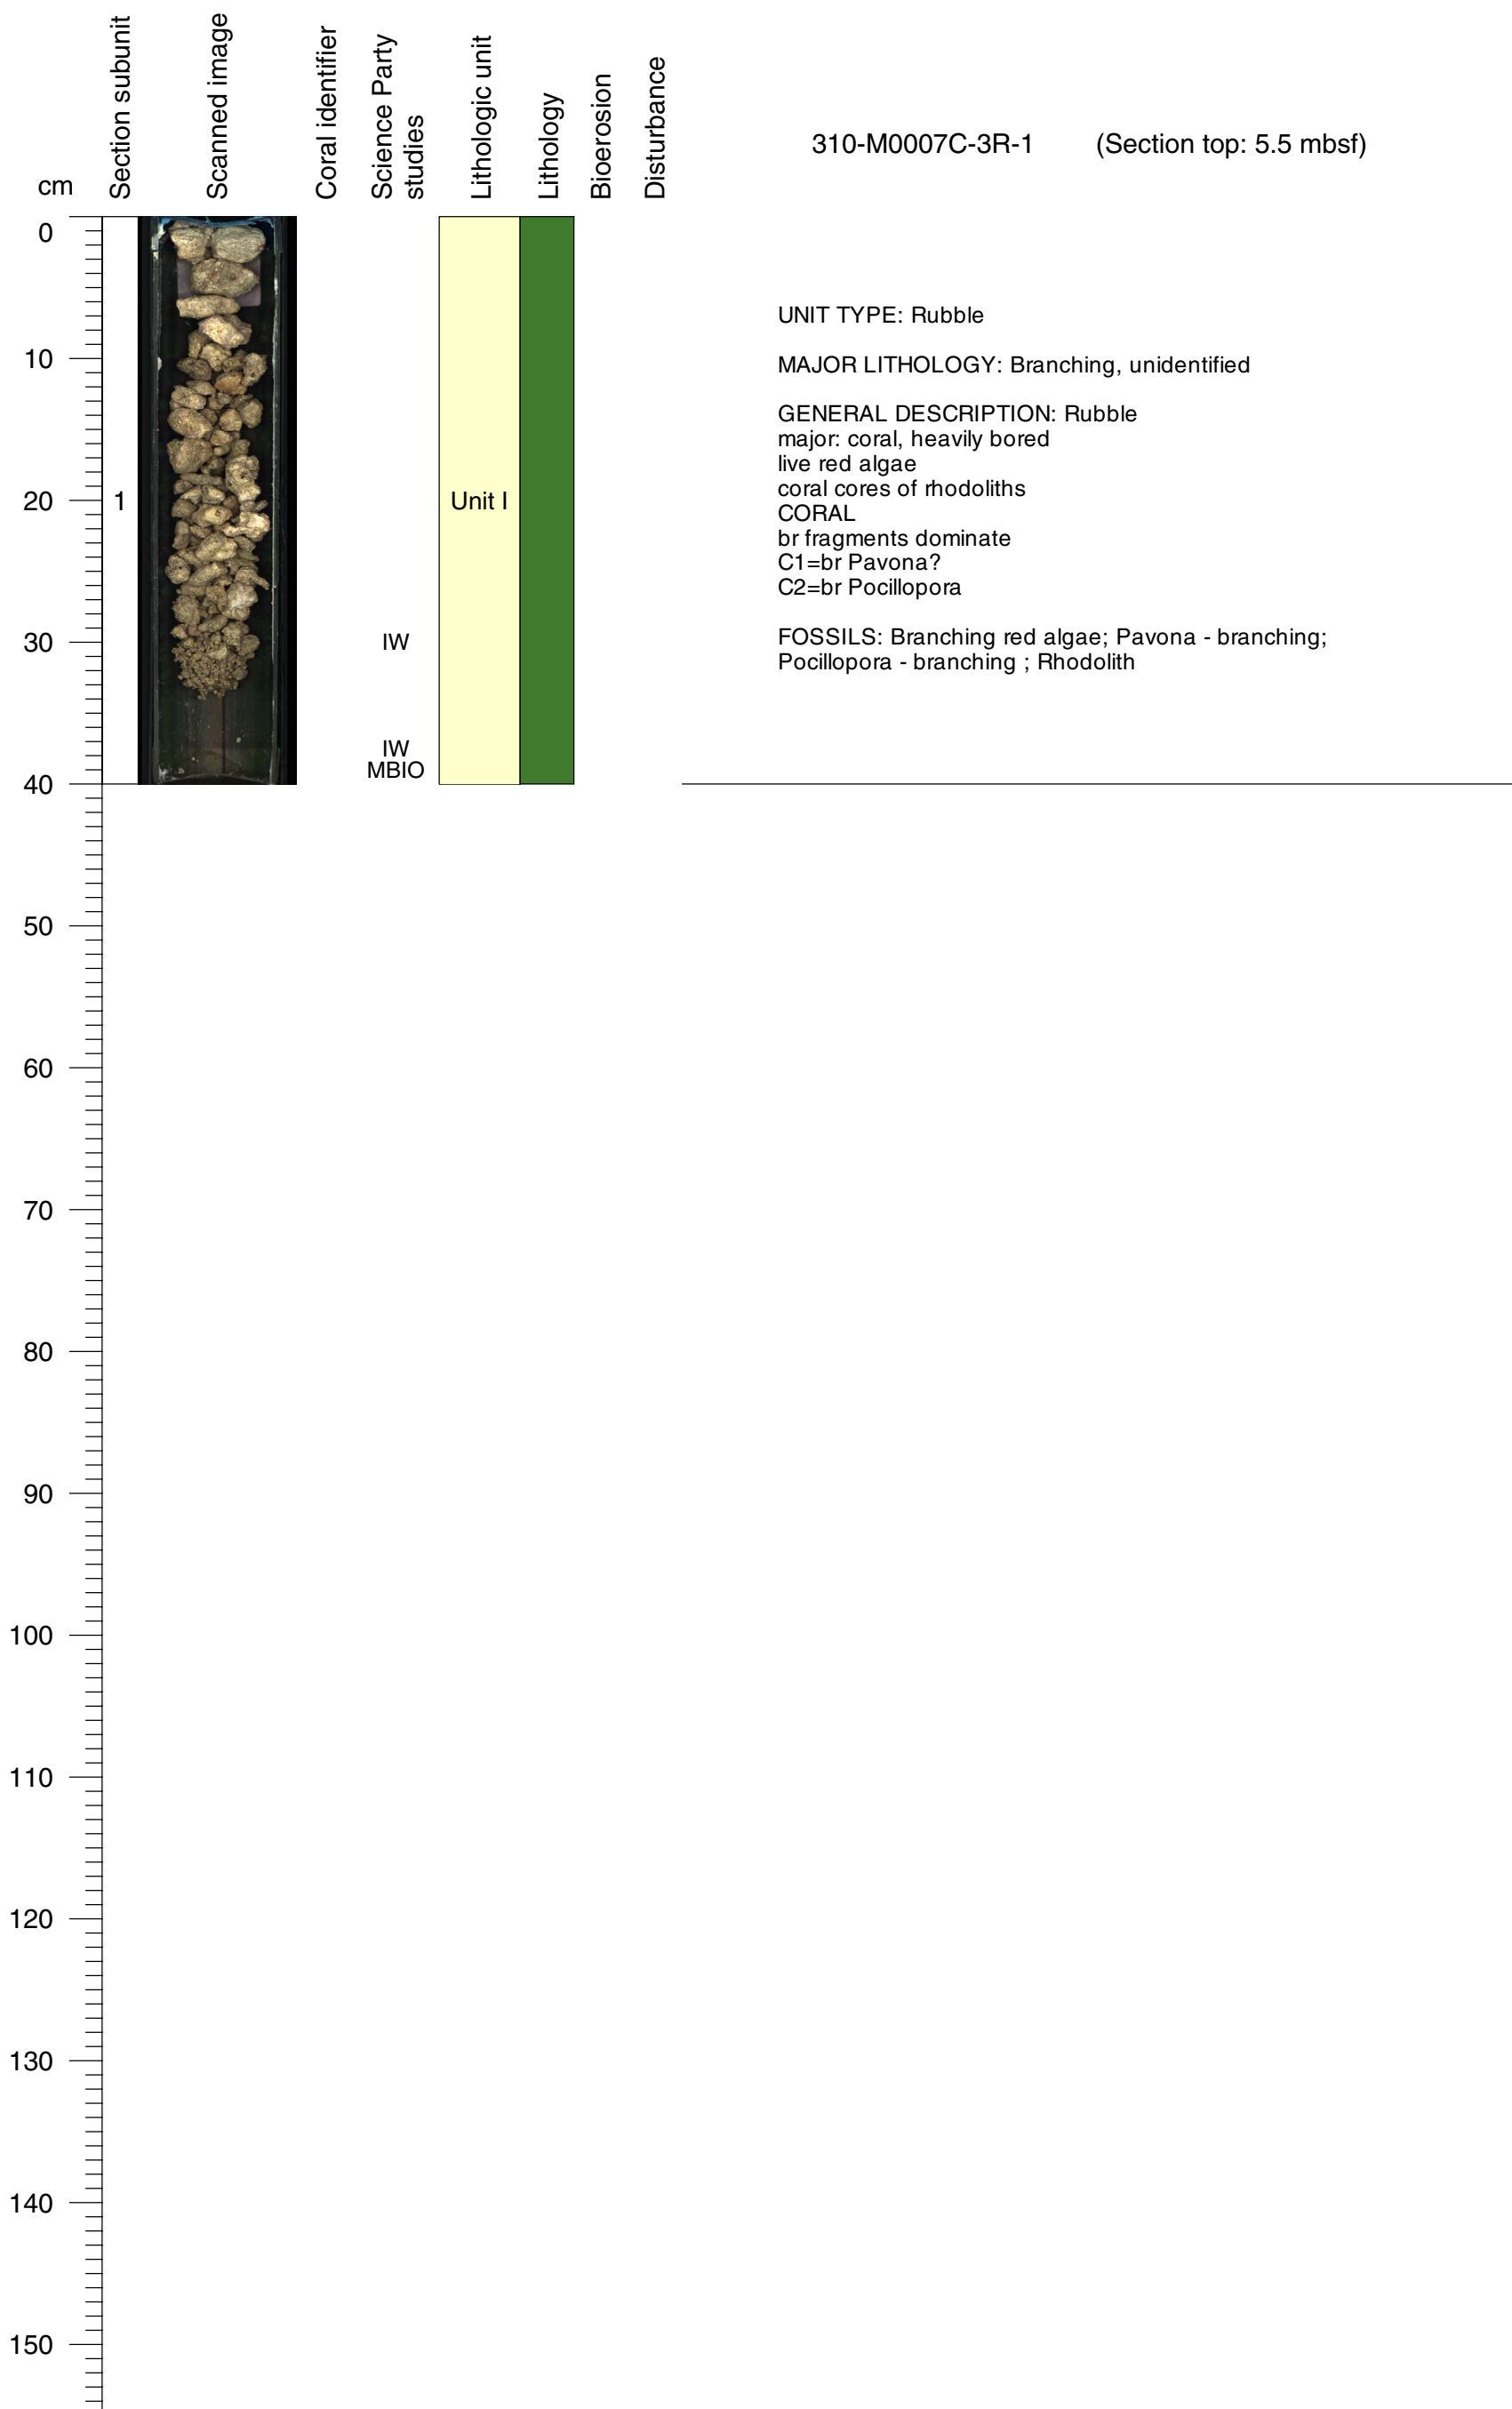 Section subunit
Scanned image
Coral identifier
Science Party
studies
Lithologic unit
Lithology
Bioerosion
Disturbance
310-M0007C-3R-1 (Section top: 5.5 mbsf)
cm
0
10
20
30
40
50
60
70
80
90
100
110
120
130
140
150
1
IW
IW
MBIO
Unit I
UNIT TYPE: Rubble
MAJOR LITHOLOGY: Branching, unidentified
GENERAL DESCRIPTION: Rubble
major: coral, heavily bored
live red algae
coral cores of rhodoliths
CORAL
br fragments dominate
C1=br Pavona?
C2=br Pocillopora
FOSSILS: Branching red algae; Pavona - branching;
Pocillopora - branching ; Rhodolith